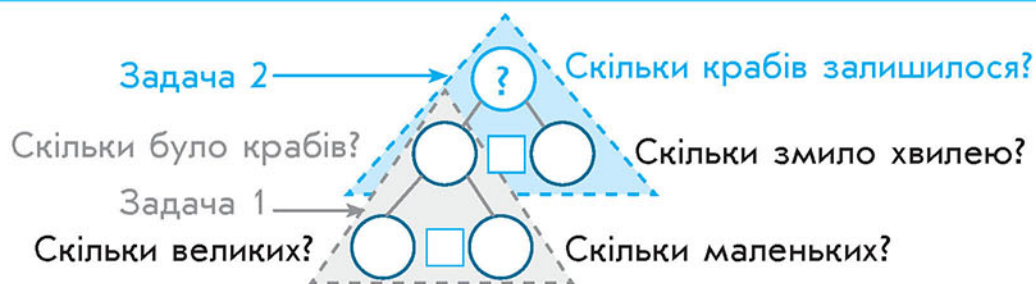 Задача 2
?
Скільки крабів залишилося?
Скільки було крабів?
Скільки змило хвилею?
Задача 1
Скільки великих?
Скільки маленьких?